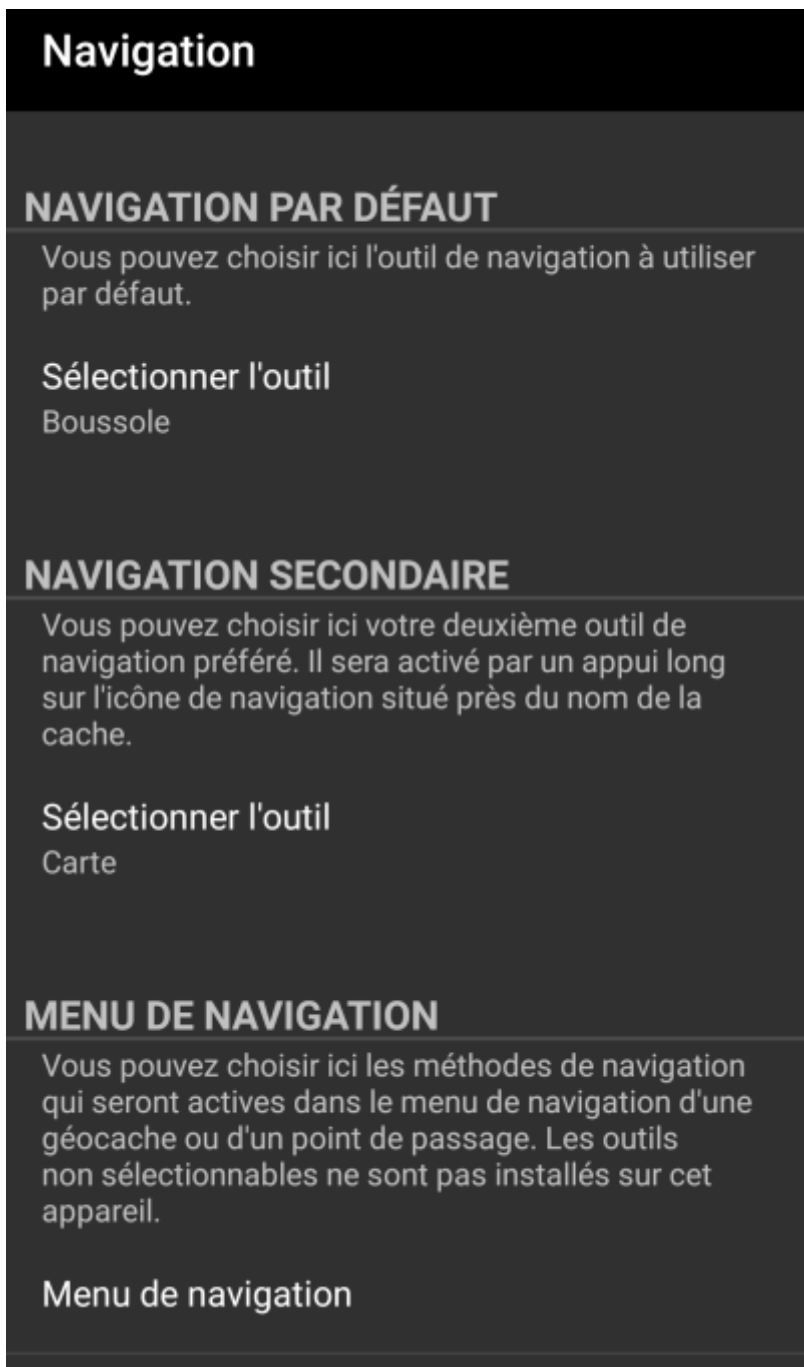 Navigation
NAVIGATION PAR DÉFAUT
Vous pouvez choisir ici l'outil de navigation à utiliser
par défaut.
Sélectionner l'outil
Boussole
NAVIGATION SECONDAIRE
Vous pouvez choisir ici votre deuxième outil de
navigation préféré. Il sera activé par un appui long
sur l'icône de navigation situé près du nom de la
cache.
Sélectionner l'outil
Carte
MENU DE NAVIGATION
Vous pouvez choisir ici les méthodes de navigation
qui seront actives dans le menu de navigation d'une
géocache ou d'un point de passage. Les outils
non sélectionnables ne sont pas installés sur cet
appareil.
Menu de navigation